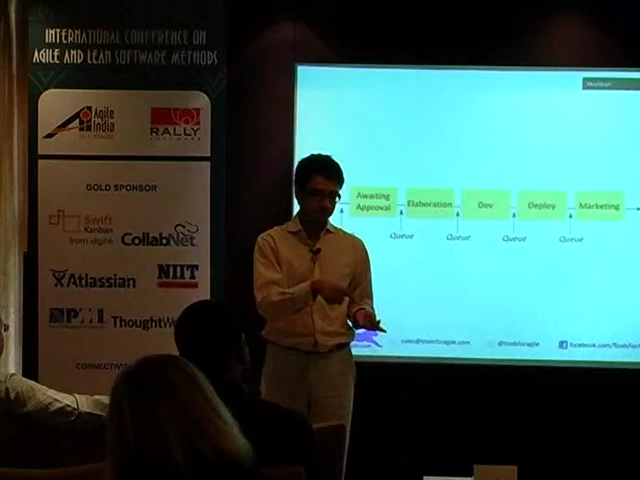 INTERNATIONAL CONFERENCE ON
AGILE AND LEAN SOFTWARE METHODS
Agile
India
RALLY
GOLD SPONSOR
Swift
Kanban
from digité
CollabNet
Atlassian
NIIT
ThoughtW
Awaiting
Approval
Elaboration
Dev
Deploy
Marketing
Queue
Queue
Queue
Queue